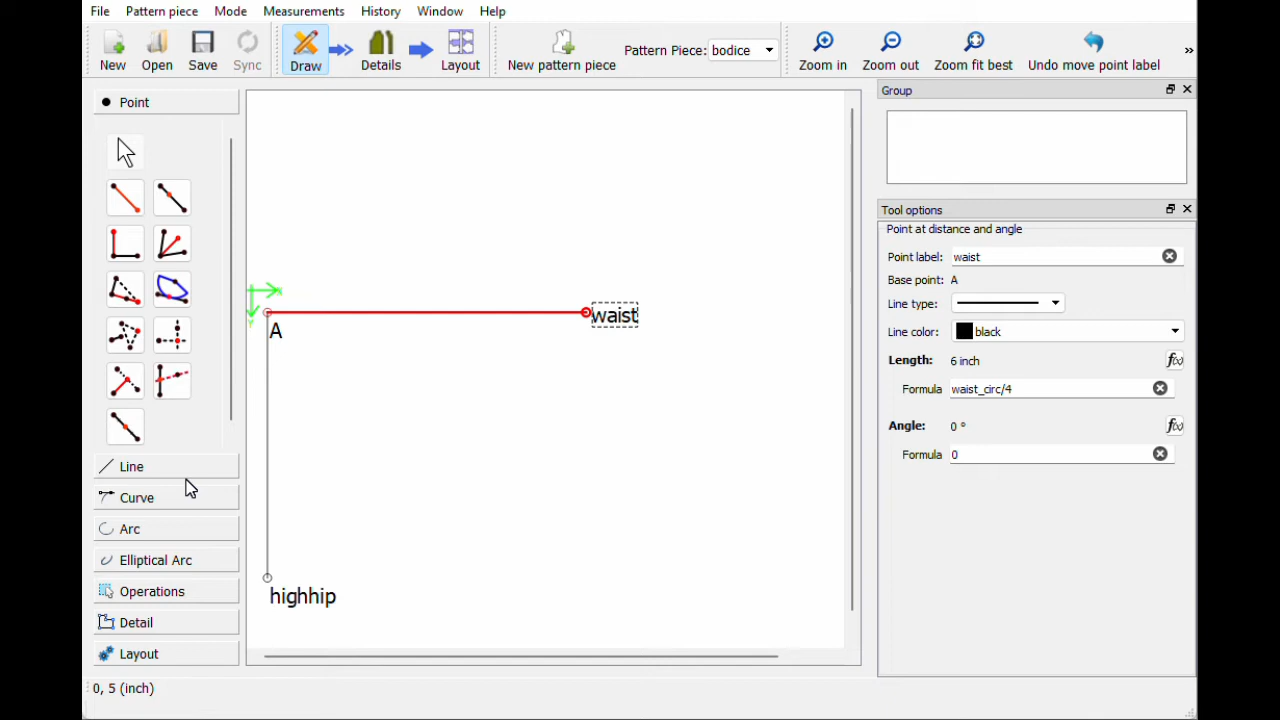 File Pattern piece Mode Measurements History Window Help
New Open Save Sync Draw Details Layout New pattern piece Pattern Piece: bodice Zoom in Zoom out Zoom fit best Undo move point label »
Point
Line
Curve
Arc
Elliptical Arc
Operations
Detail
Layout
A
waist
highhip
X
Y
Group
Tool options
Point at distance and angle
Point label: waist
Base point: A
Line type:
Line color: black
Length: 6 inch f(x)
Formula waist_circ/4
Angle: 0 ° f(x)
Formula 0
0, 5 (inch)